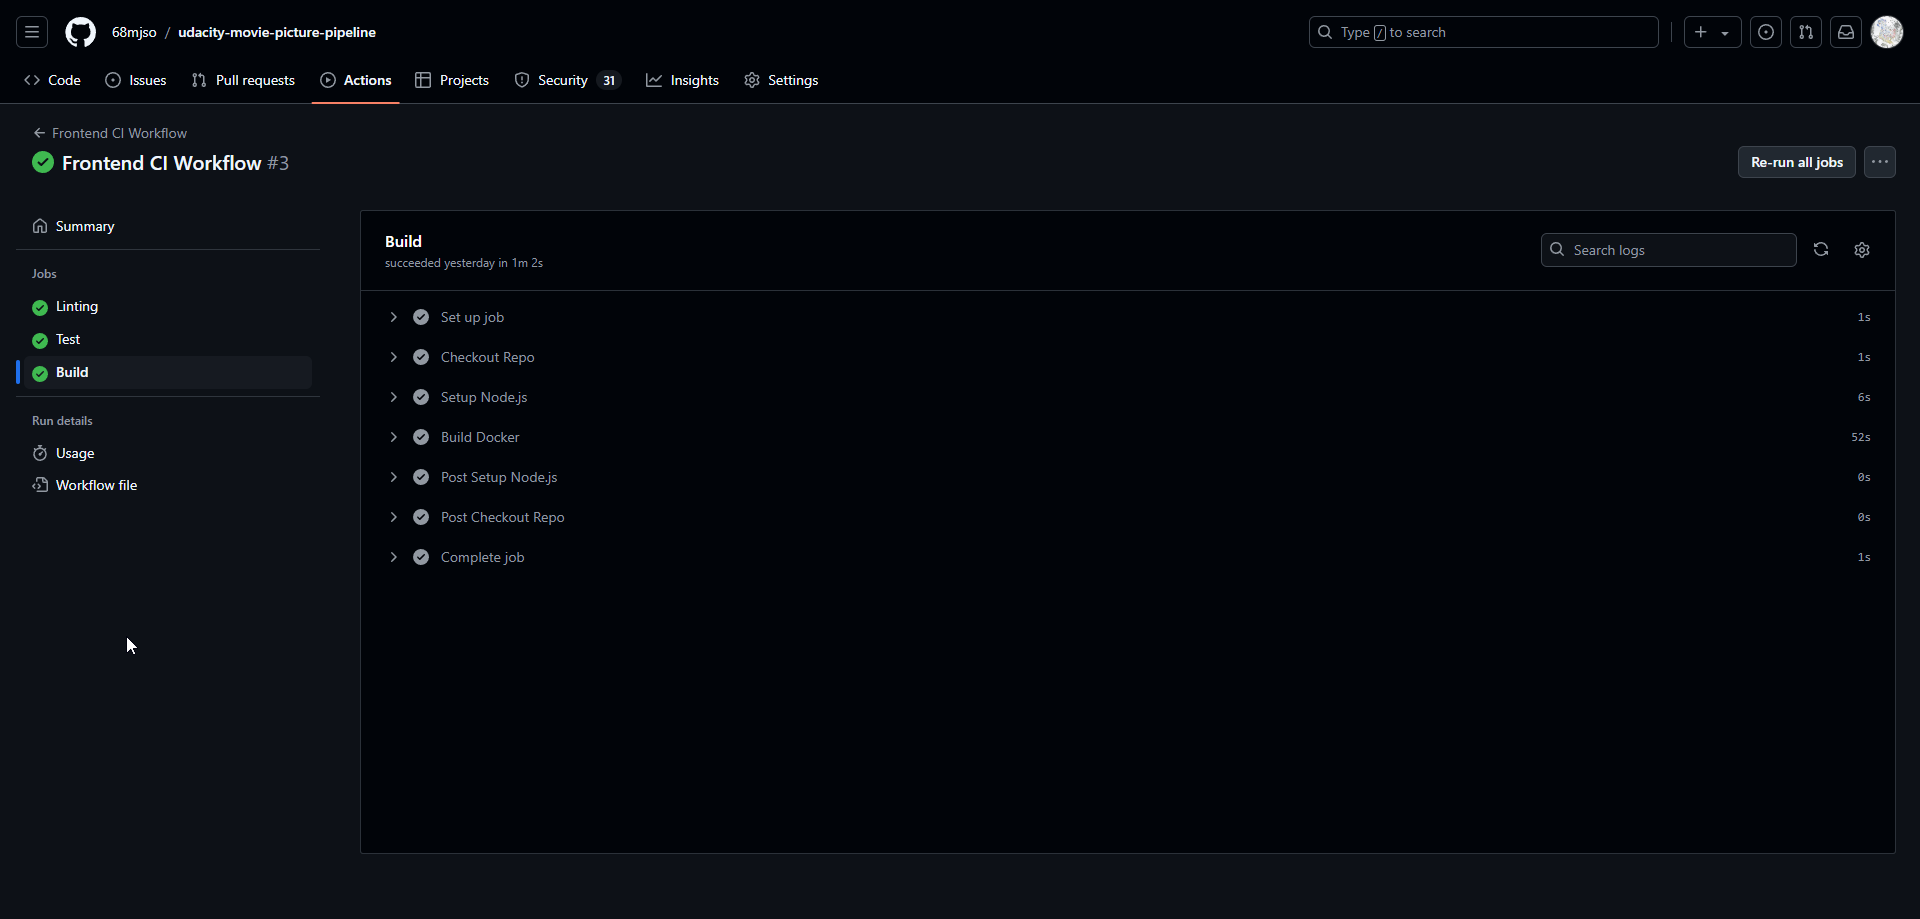 68mjso / udacity-movie-picture-pipeline
Type / to search
Code Issues Pull requests Actions Projects Security 31 Insights Settings
Frontend CI Workflow
Frontend CI Workflow #3
Re-run all jobs
Summary
Jobs
Linting
Test
Build
Run details
Usage
Workflow file
Build
succeeded yesterday in 1m 2s
Search logs
Set up job 1s
Checkout Repo 1s
Setup Node.js 6s
Build Docker 52s
Post Setup Node.js 0s
Post Checkout Repo 0s
Complete job 1s